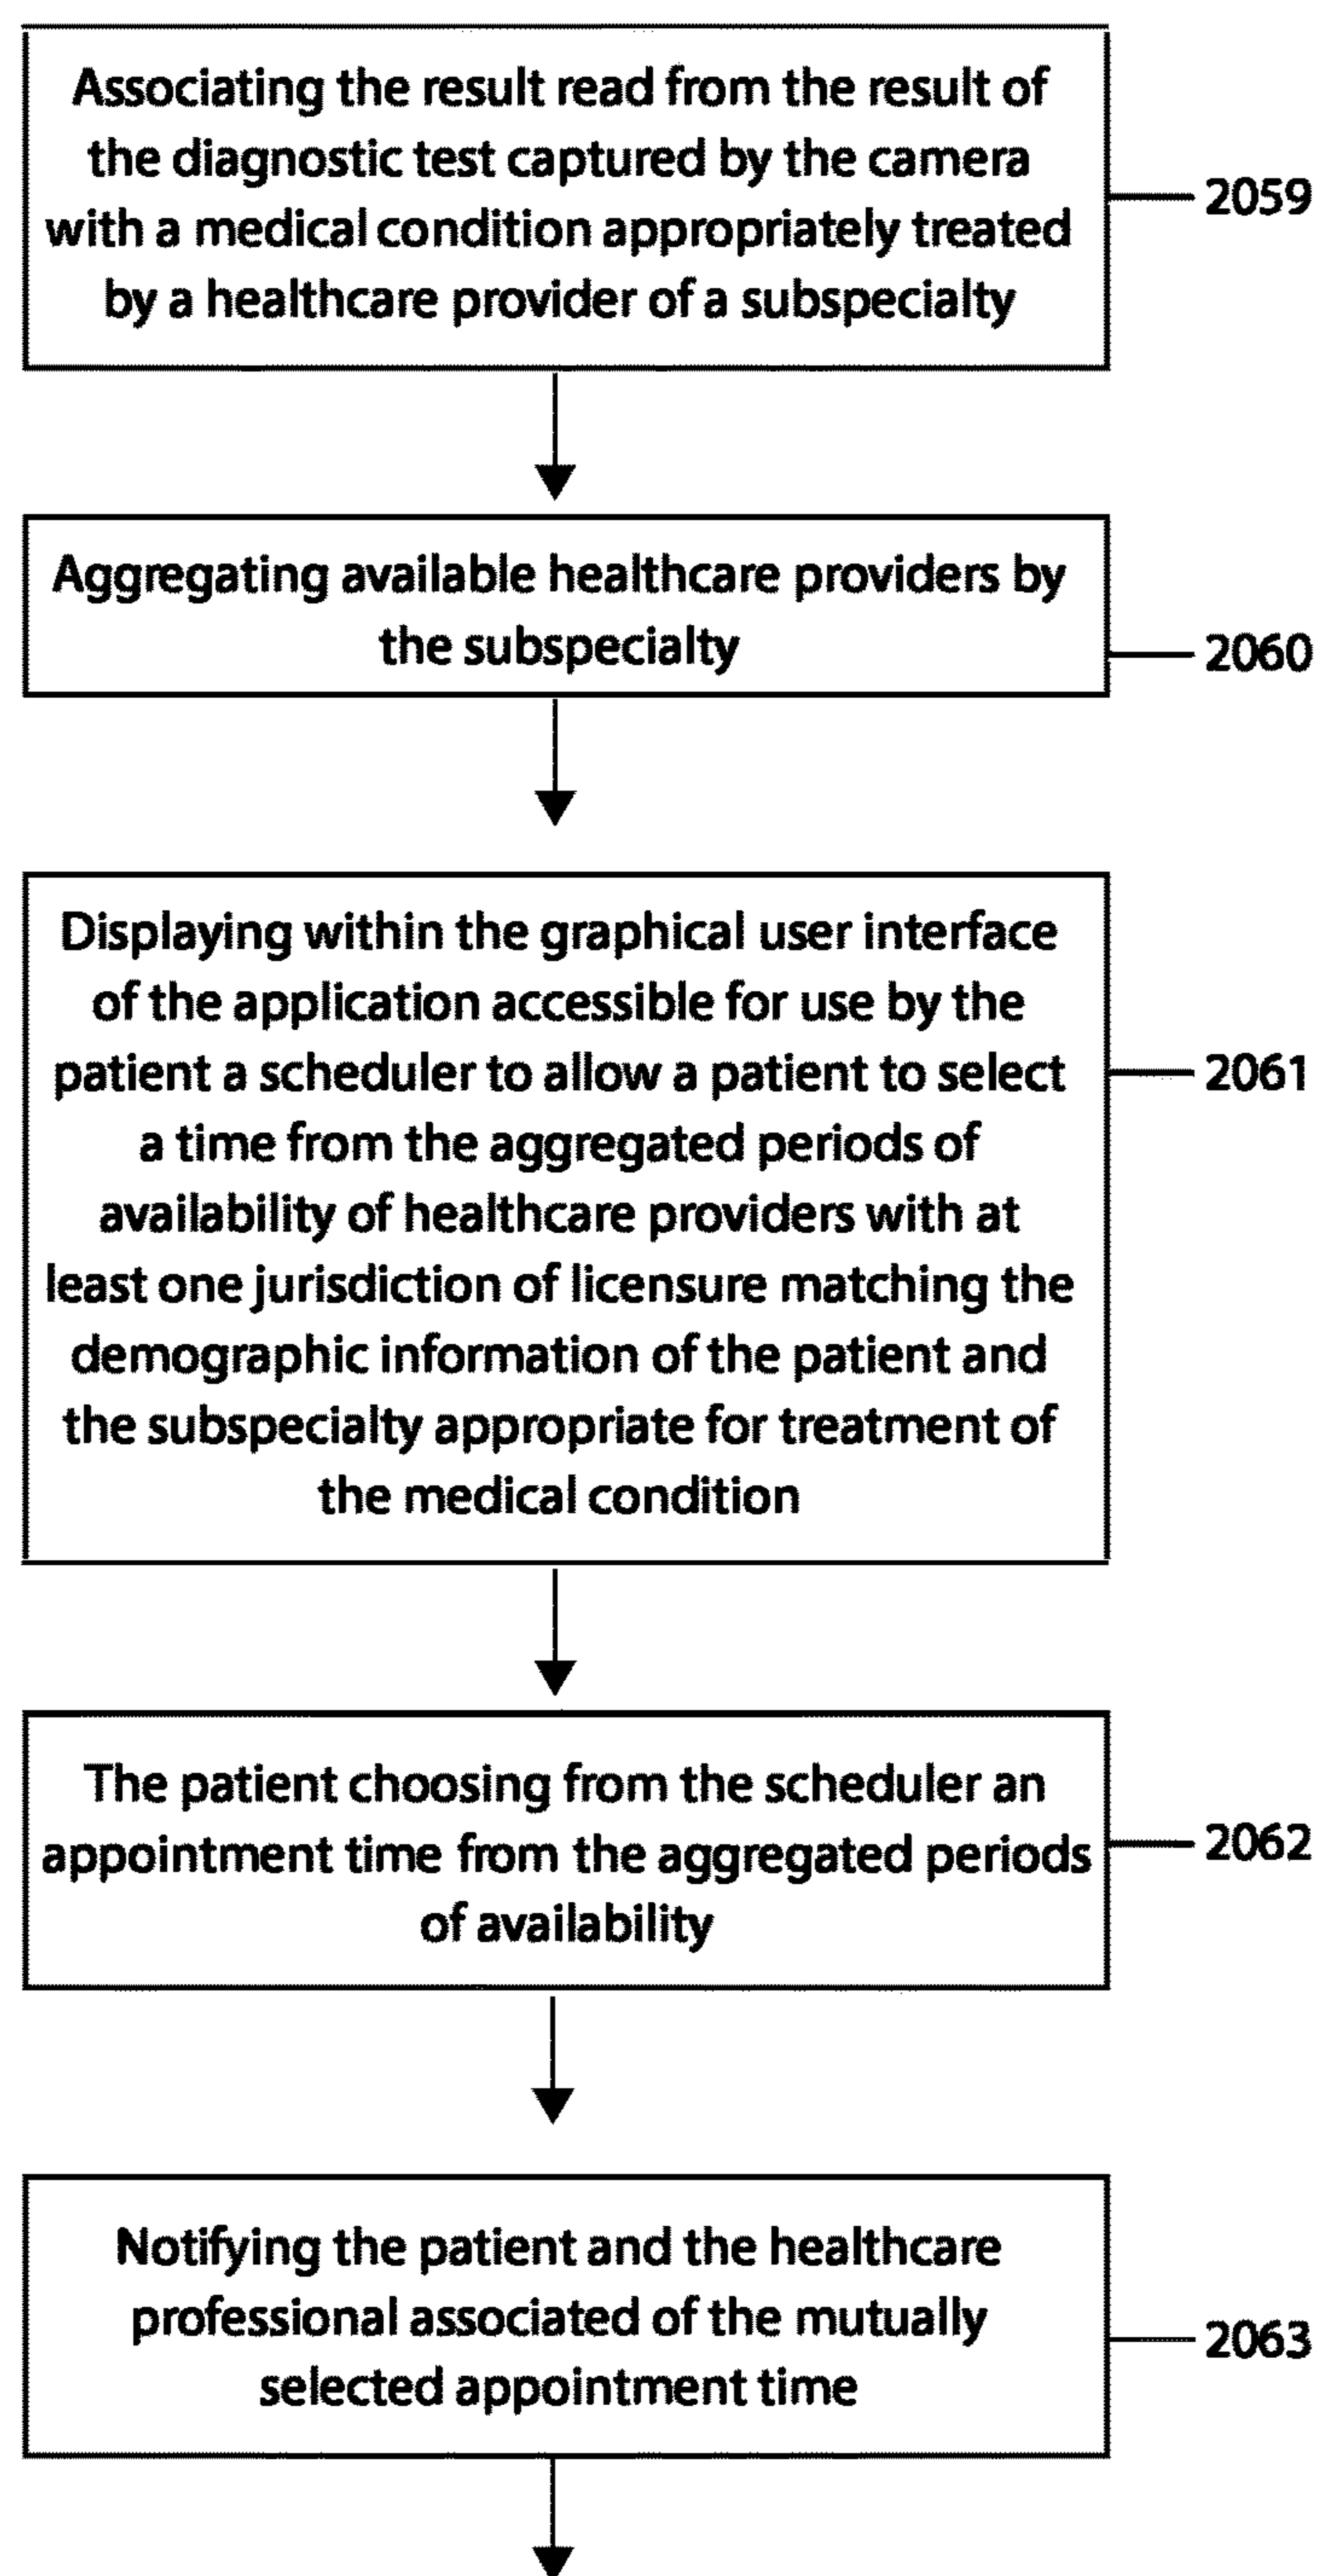 Associating the result read from the result of
the diagnostic test captured by the camera
with a medical condition appropriately treated
by a healthcare provider of a subspecialty
2059
Aggregating available healthcare providers by
the subspecialty
2060
Displaying within the graphical user interface
of the application accessible for use by the
patient a scheduler to allow a patient to select
a time from the aggregated periods of
availability of healthcare providers with at
least one jurisdiction of licensure matching the
demographic information of the patient and
the subspecialty appropriate for treatment of
the medical condition
2061
The patient choosing from the scheduler an
appointment time from the aggregated periods
of availability
2062
Notifying the patient and the healthcare
professional associated of the mutually
selected appointment time
2063